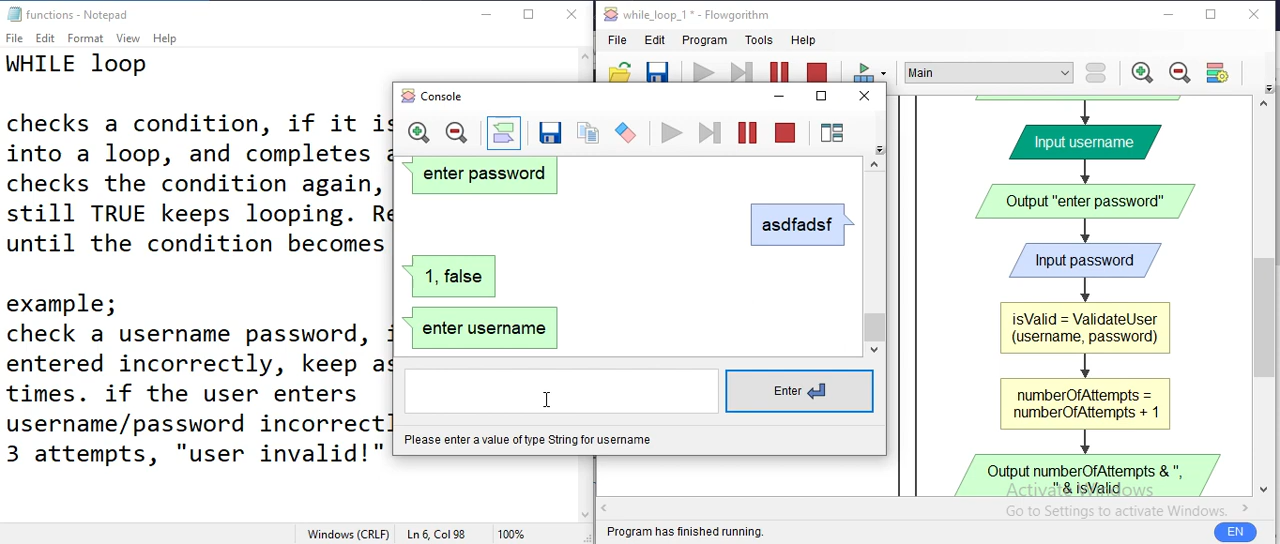 functions - Notepad
File Edit Format View Help
WHILE loop
checks a condition, if it is
into a loop, and completes a
checks the condition again,
still TRUE keeps looping. Re
until the condition becomes
example;
check a username password, i
entered incorrectly, keep as
times. if the user enters
username/password incorrectl
3 attempts, "user invalid!"
Windows (CRLF) Ln 6, Col 98 100%
while_loop_1 * - Flowgorithm
File Edit Program Tools Help
Main
Console
enter password
asdfadsf
1, false
enter username
Enter
Please enter a value of type String for username
Input username
Output "enter password"
Input password
isValid = ValidateUser
(username, password)
numberOfAttempts =
numberOfAttempts + 1
Output numberOfAttempts & ",
" & isValid
Activate Windows
Go to Settings to activate Windows.
Program has finished running.
EN